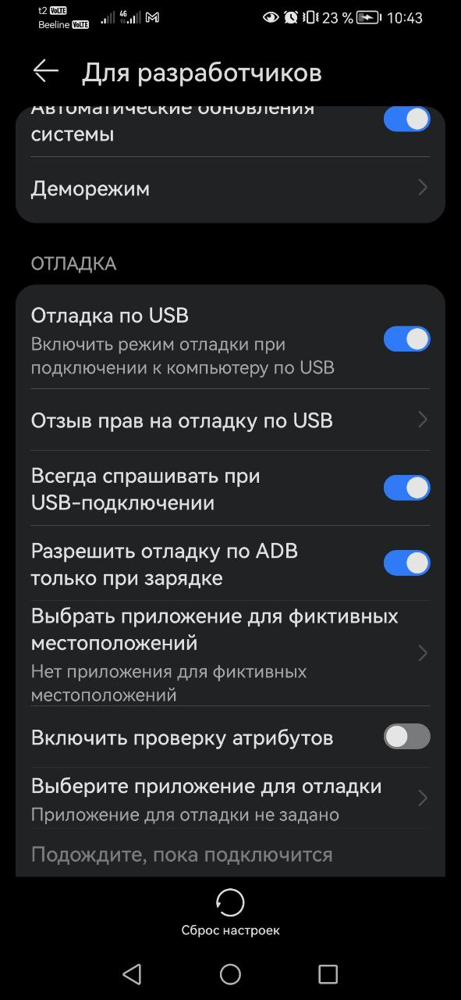 t2 VoLTE
Beeline VoLTE
4G
23 %
10:43
Для разработчиков
Автоматические обновления
системы
Деморежим
ОТЛАДКА
Отладка по USB
Включить режим отладки при
подключении к компьютеру по USB
Отзыв прав на отладку по USB
Всегда спрашивать при
USB-подключении
Разрешить отладку по ADB
только при зарядке
Выбрать приложение для фиктивных
местоположений
Нет приложения для фиктивных
местоположений
Включить проверку атрибутов
Выберите приложение для отладки
Приложение для отладки не задано
Подождите, пока подключится
Сброс настроек